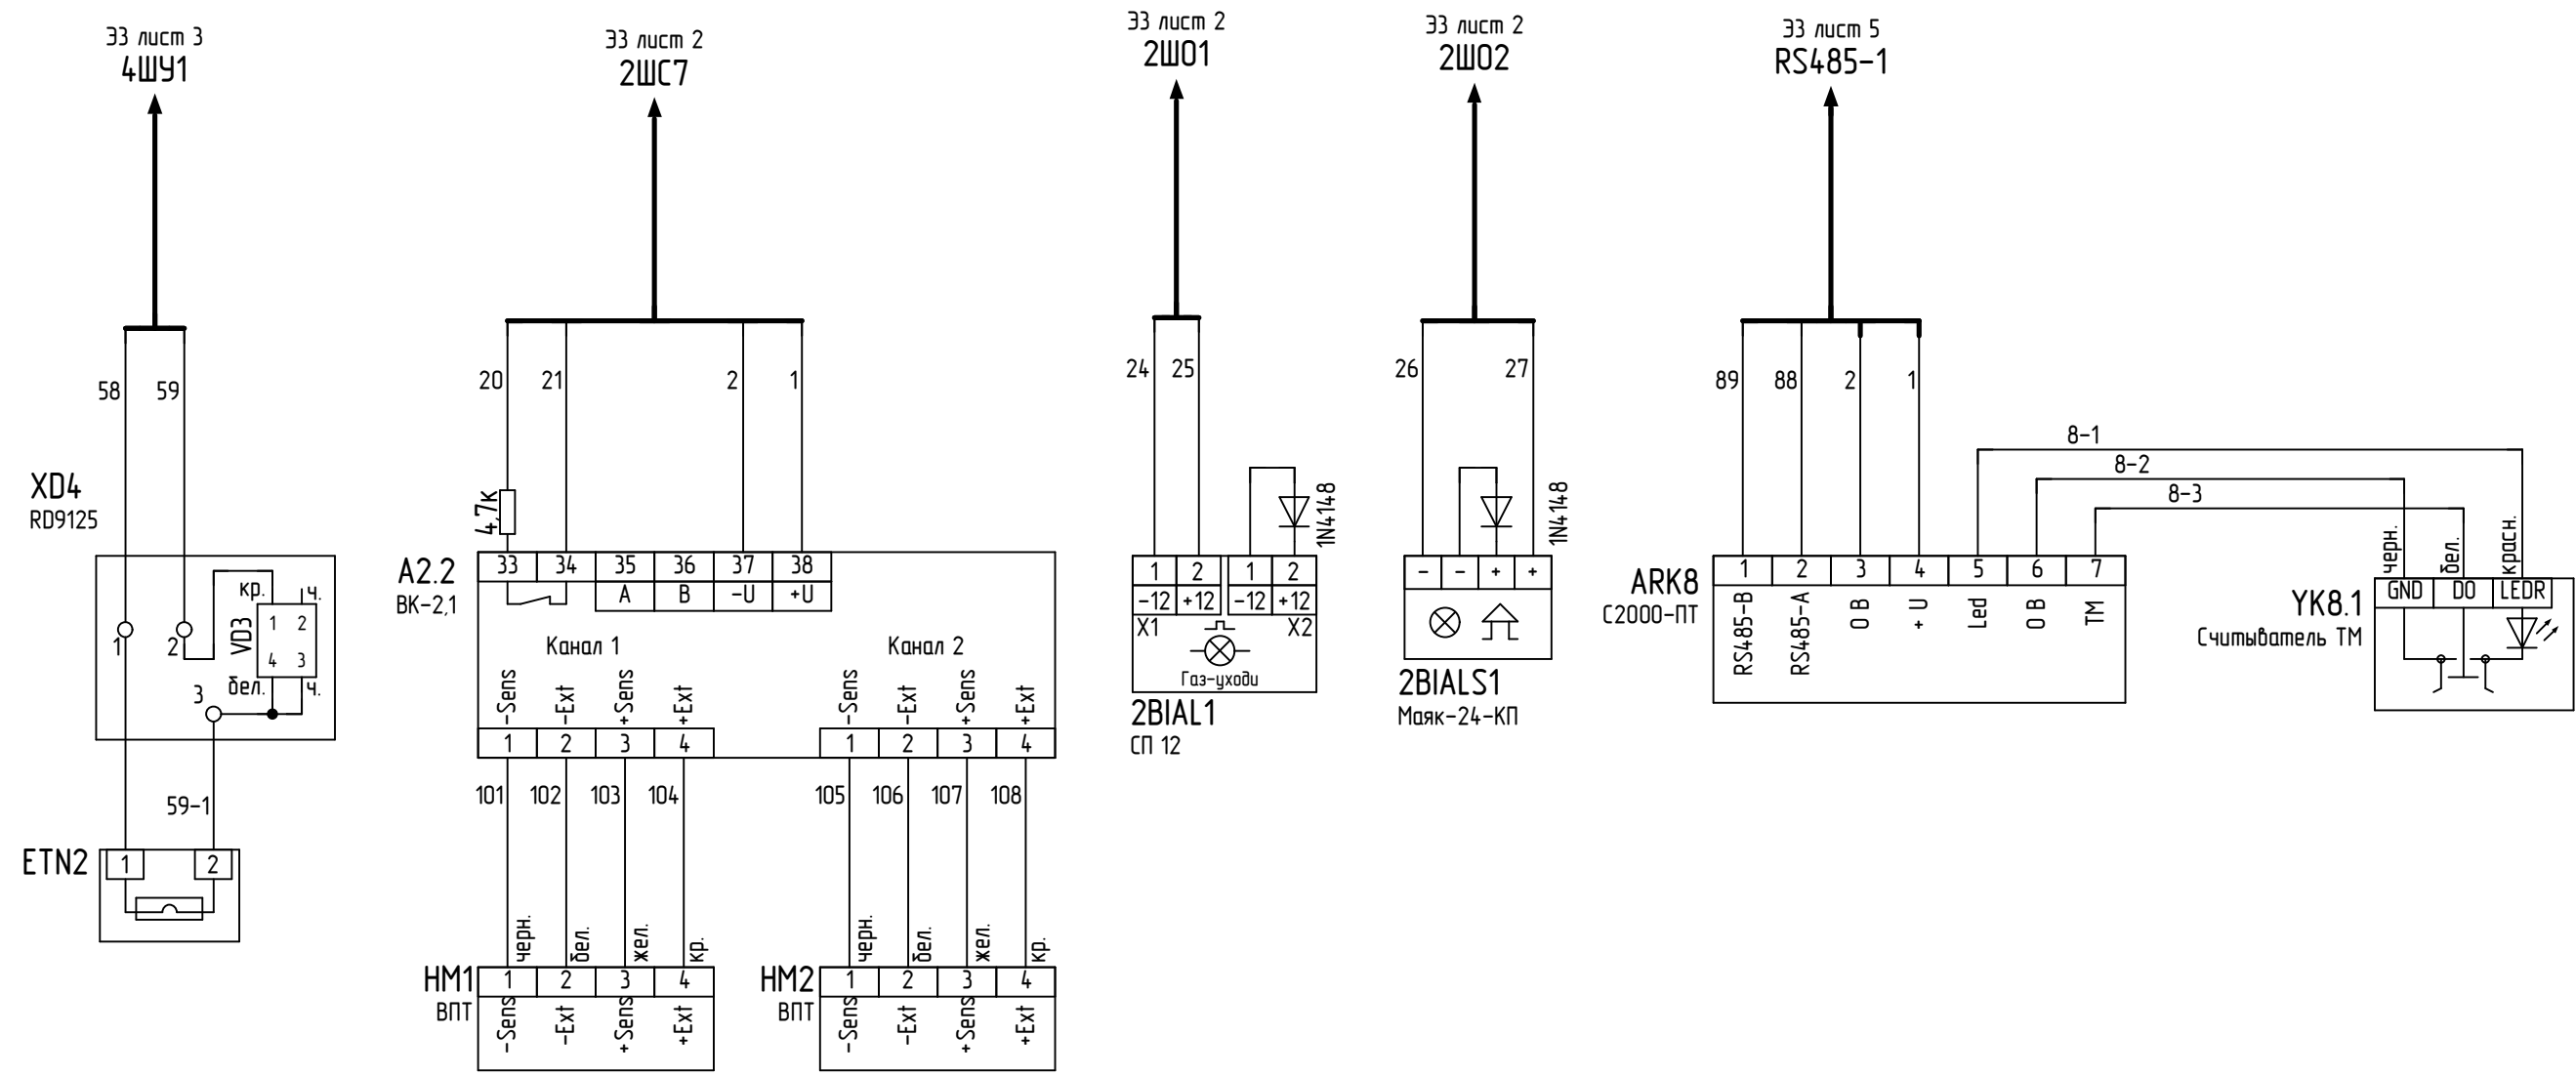 ЭЗ лист 3
4ШУ1
58
59
XD4
RD9125
кр.
ч.
1
2
VD3
4
3
бел.
ч.
1
2
3
59-1
ETN2
1
2
ЭЗ лист 2
2ШС7
20
21
2
1
4,7К
A2.2
ВК-2,1
33
34
35
36
37
38
A
B
-U
+U
Канал 1
Канал 2
-Sens
-Ext
+Sens
+Ext
-Sens
-Ext
+Sens
+Ext
1
2
3
4
1
2
3
4
101
102
103
104
105
106
107
108
черн.
бел.
жел.
кр.
черн.
бел.
жел.
кр.
HM1
ВПТ
1
2
3
4
-Sens
-Ext
+Sens
+Ext
HM2
ВПТ
1
2
3
4
-Sens
-Ext
+Sens
+Ext
ЭЗ лист 2
2ШО1
24
25
1N4148
1
2
1
2
-12
+12
-12
+12
X1
X2
Газ-уходи
2BIAL1
СП 12
ЭЗ лист 2
2ШО2
26
27
1N4148
-
-
+
+
2BIALS1
Маяк-24-КП
ЭЗ лист 5
RS485-1
89
88
2
1
8-1
8-2
8-3
ARK8
С2000-ПТ
1
2
3
4
5
6
7
RS485-B
RS485-A
0 В
+U
Led
0 В
ТМ
черн.
бел.
красн.
YK8.1
Считыватель ТМ
GND
DO
LEDR